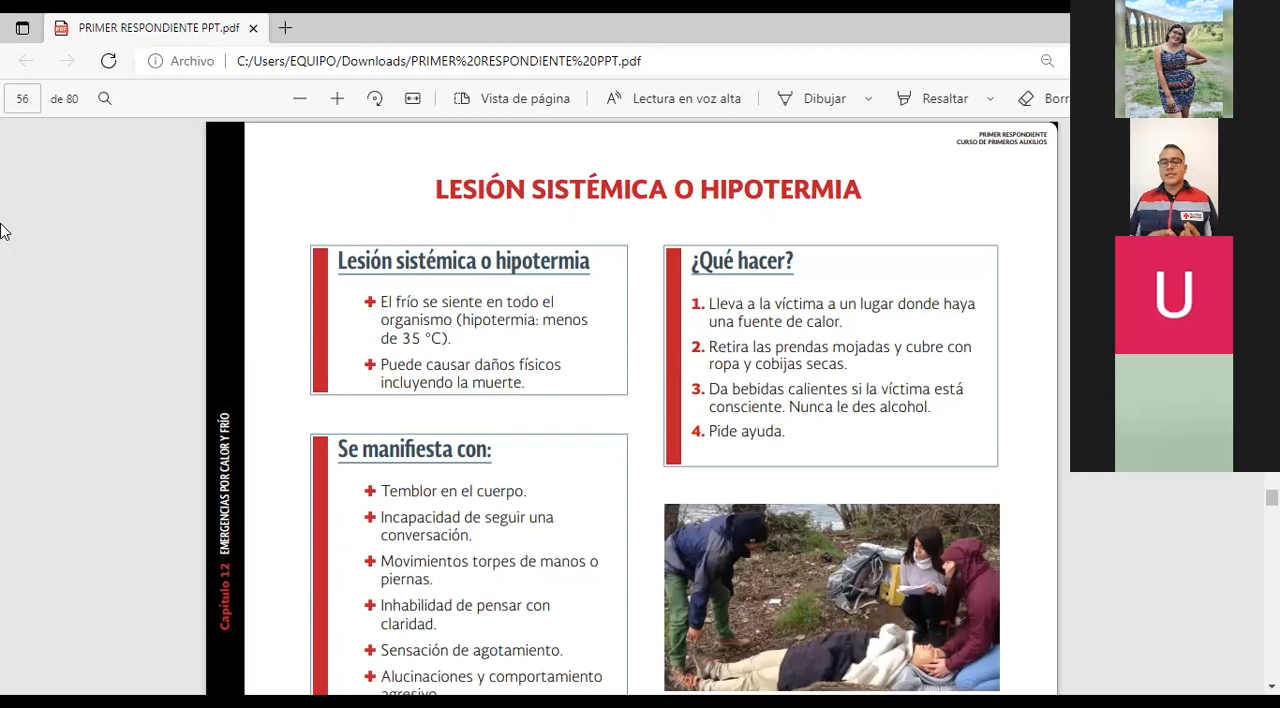 PRIMER RESPONDIENTE PPT.pdf
Archivo
C:/Users/EQUIPO/Downloads/PRIMER%20RESPONDIENTE%20PPT.pdf
56 de 80
Vista de página
Lectura en voz alta
Dibujar
Resaltar
Borr
PRIMER RESPONDIENTE
CURSO DE PRIMEROS AUXILIOS
LESIÓN SISTÉMICA O HIPOTERMIA
Lesión sistémica o hipotermia
El frío se siente en todo el
organismo (hipotermia: menos
de 35 °C).
Puede causar daños físicos
incluyendo la muerte.
Se manifiesta con:
Temblor en el cuerpo.
Incapacidad de seguir una
conversación.
Movimientos torpes de manos o
piernas.
Inhabilidad de pensar con
claridad.
Sensación de agotamiento.
Alucinaciones y comportamiento
agresivo
¿Qué hacer?
1. Lleva a la víctima a un lugar donde haya
una fuente de calor.
2. Retira las prendas mojadas y cubre con
ropa y cobijas secas.
3. Da bebidas calientes si la víctima está
consciente. Nunca le des alcohol.
4. Pide ayuda.
Capítulo 12 EMERGENCIAS POR CALOR Y FRÍO
U